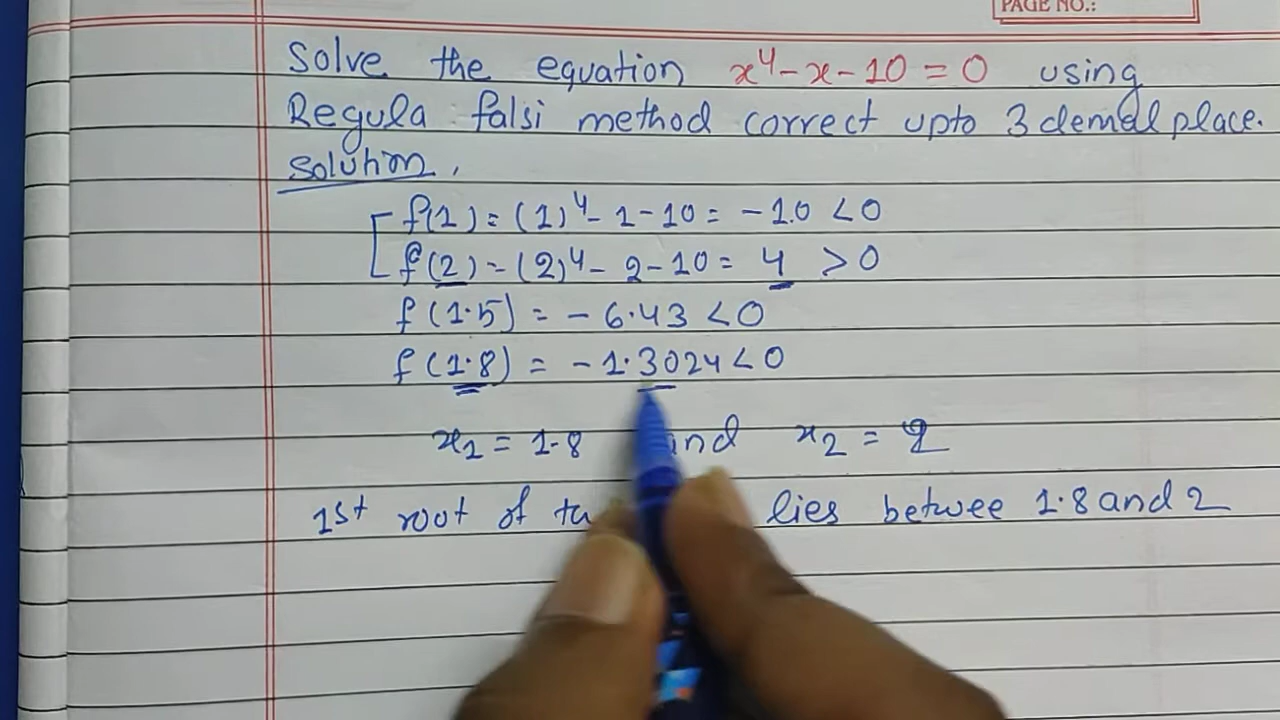 PAGE NO.:
Solve the equation x⁴-x-10=0 using
Regula falsi method correct upto 3 demel place.
Solution,
f(1)=(1)⁴-1-10=-10<0
f(2)=(2)⁴-2-10=4>0
f(1.5)=-6.43<0
f(1.8)=-1.3024<0
x₁=1.8 and x₂=2
1st root of lies betwee 1.8 and 2